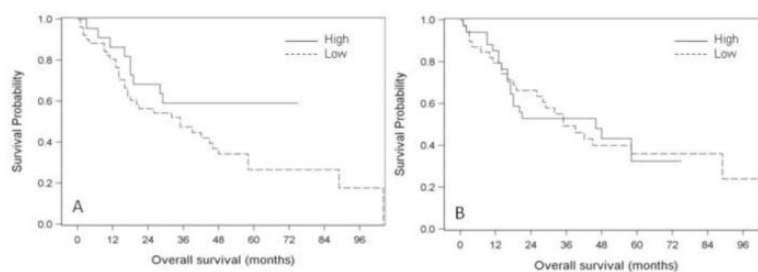 1.0
0.8
0.6
0.4
0.2
0.0
Survival Probability
High
Low
A
0 12 24 36 48 60 72 84 96
Overall survival (months)
1.0
0.8
0.6
0.4
0.2
0.0
Survival Probability
High
Low
B
0 12 24 36 48 60 72 84 96
Overall survival (months)